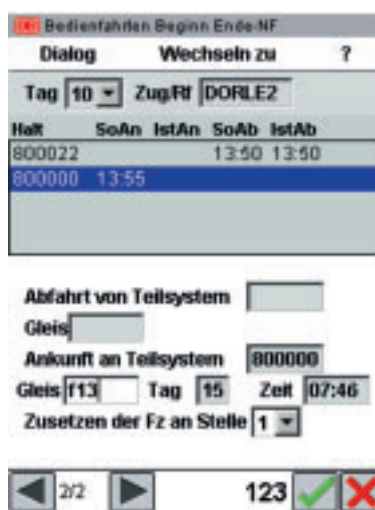 Bedienfahrten Beginn Ende-NF
Dialog Wechseln zu ?
Tag 10 Zug/Rf DORLE2
Halt SoAn IstAn SoAb IstAb
800022 13:50 13:50
800000 13:55
Abfahrt von Teilsystem
Gleis
Ankunft an Teilsystem 800000
Gleis f13 Tag 15 Zeit 07:46
Zusetzen der Fz an Stelle 1
2/2 123